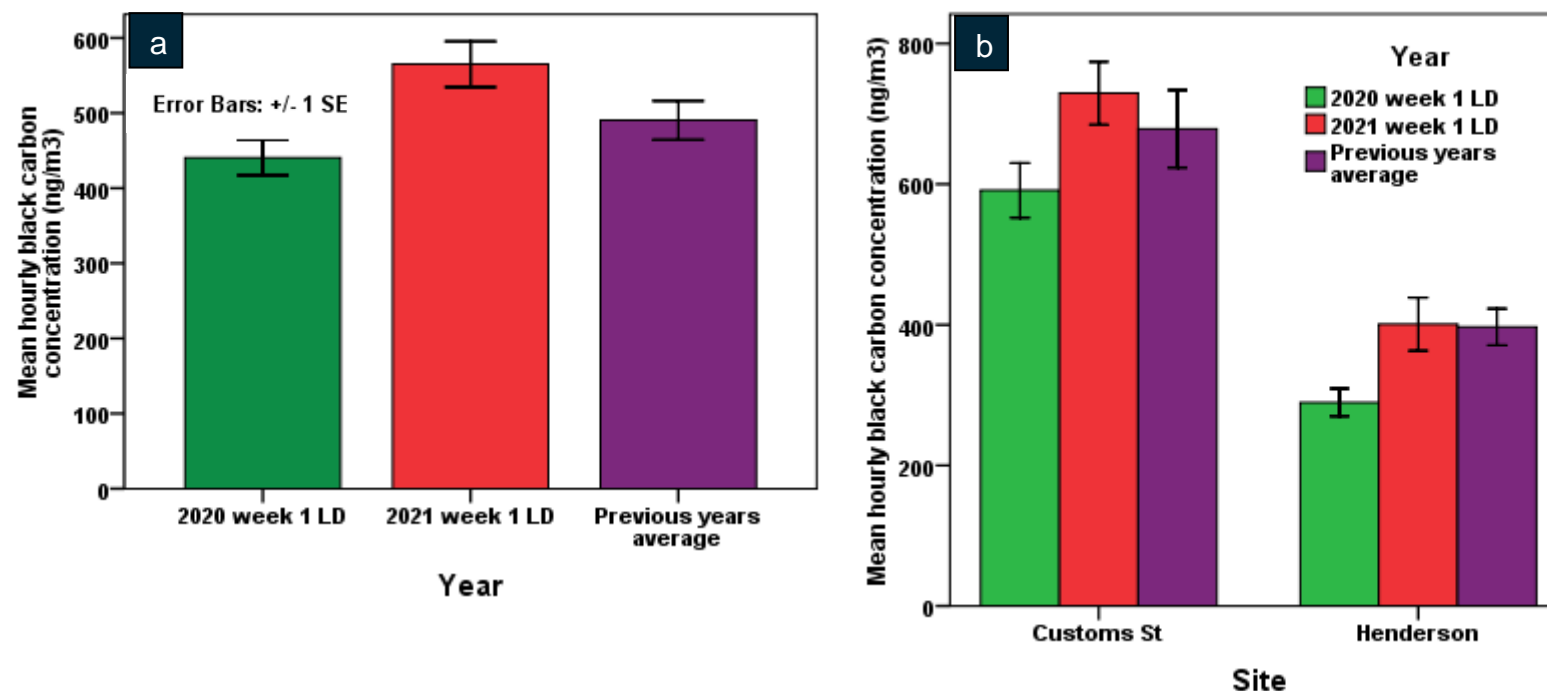 a
Mean hourly black carbon
concentration (ng/m3)
600
500
400
300
200
100
0
Error Bars: +/- 1 SE
2020 week 1 LD
2021 week 1 LD
Previous years
average
Year
b
Mean hourly black carbon concentration (ng/m3)
800
600
400
200
0
Year
2020 week 1 LD
2021 week 1 LD
Previous years
average
Customs St
Henderson
Site